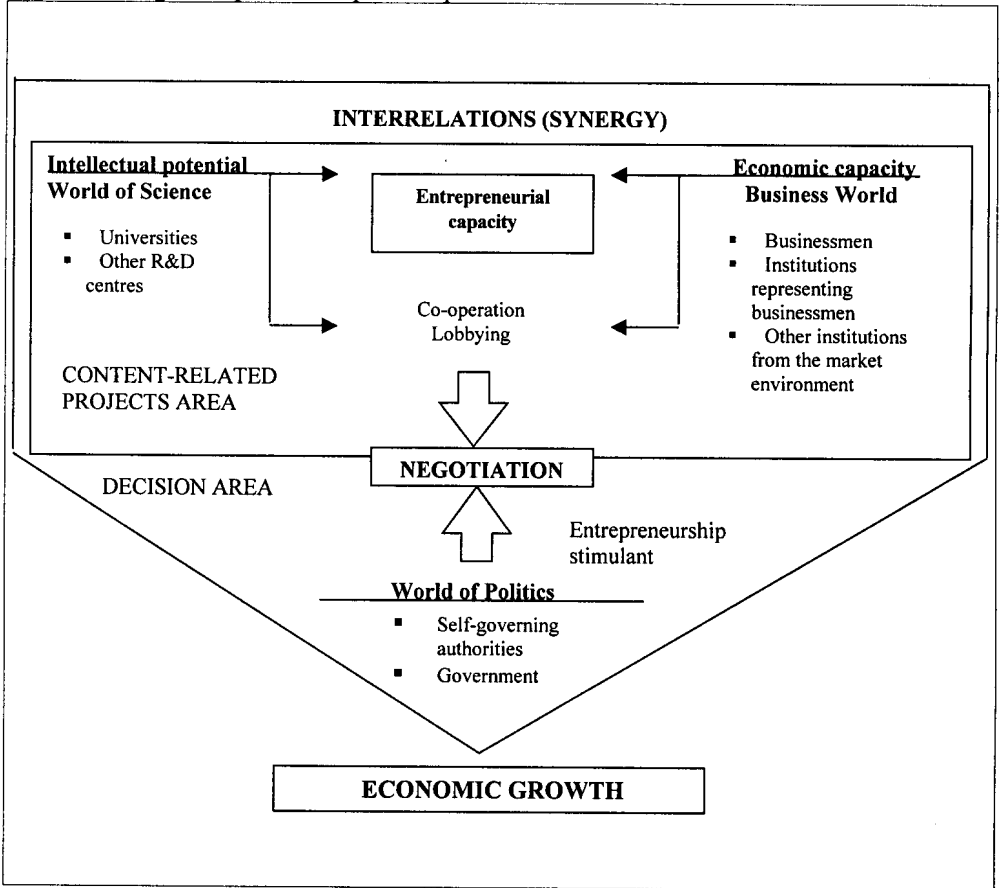 INTERRELATIONS (SYNERGY)
Intellectual potential
World of Science
▪ Universities
▪ Other R&D
centres
Entrepreneurial
capacity
Economic capacity
Business World
▪ Businessmen
▪ Institutions
representing
businessmen
▪ Other institutions
from the market
environment
Co-operation
Lobbying
CONTENT-RELATED
PROJECTS AREA
NEGOTIATION
DECISION AREA
Entrepreneurship
stimulant
World of Politics
▪ Self-governing
authorities
▪ Government
ECONOMIC GROWTH